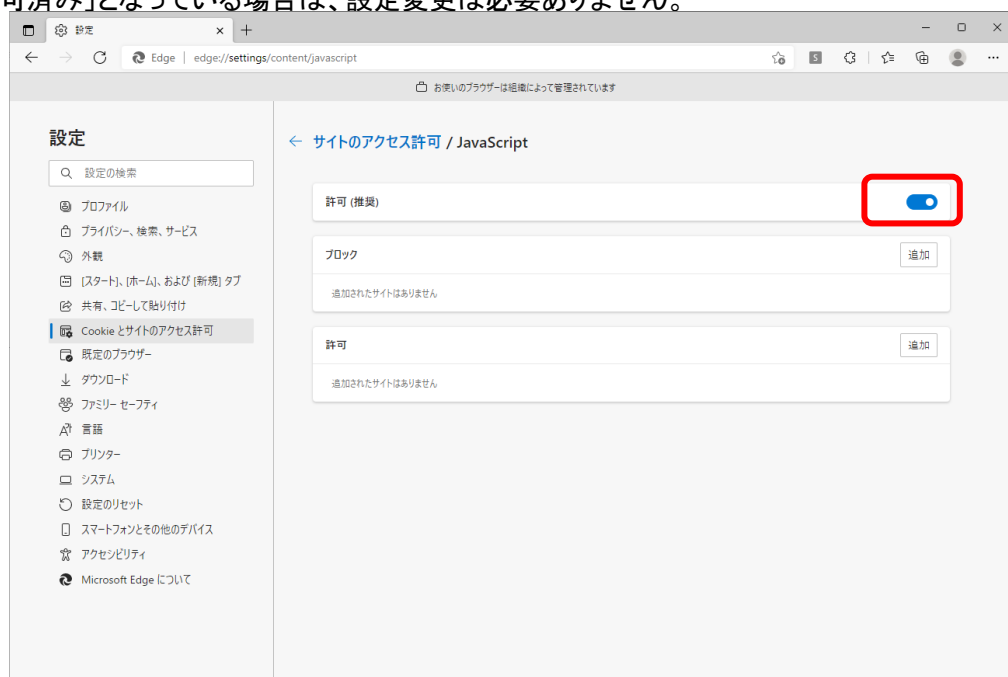 可済み」となっている場合は、設定変更は必要ありません。
設定
Edge | edge://settings/content/javascript
S
お使いのブラウザーは組織によって管理されています
設定
設定の検索
プロファイル
プライバシー、検索、サービス
外観
[スタート]、[ホーム]、および [新規] タブ
共有、コピーして貼り付け
Cookie とサイトのアクセス許可
既定のブラウザー
ダウンロード
ファミリー セーフティ
言語
プリンター
システム
設定のリセット
スマートフォンとその他のデバイス
アクセシビリティ
Microsoft Edge について
サイトのアクセス許可 / JavaScript
許可 (推奨)
ブロック
追加
追加されたサイトはありません
許可
追加
追加されたサイトはありません